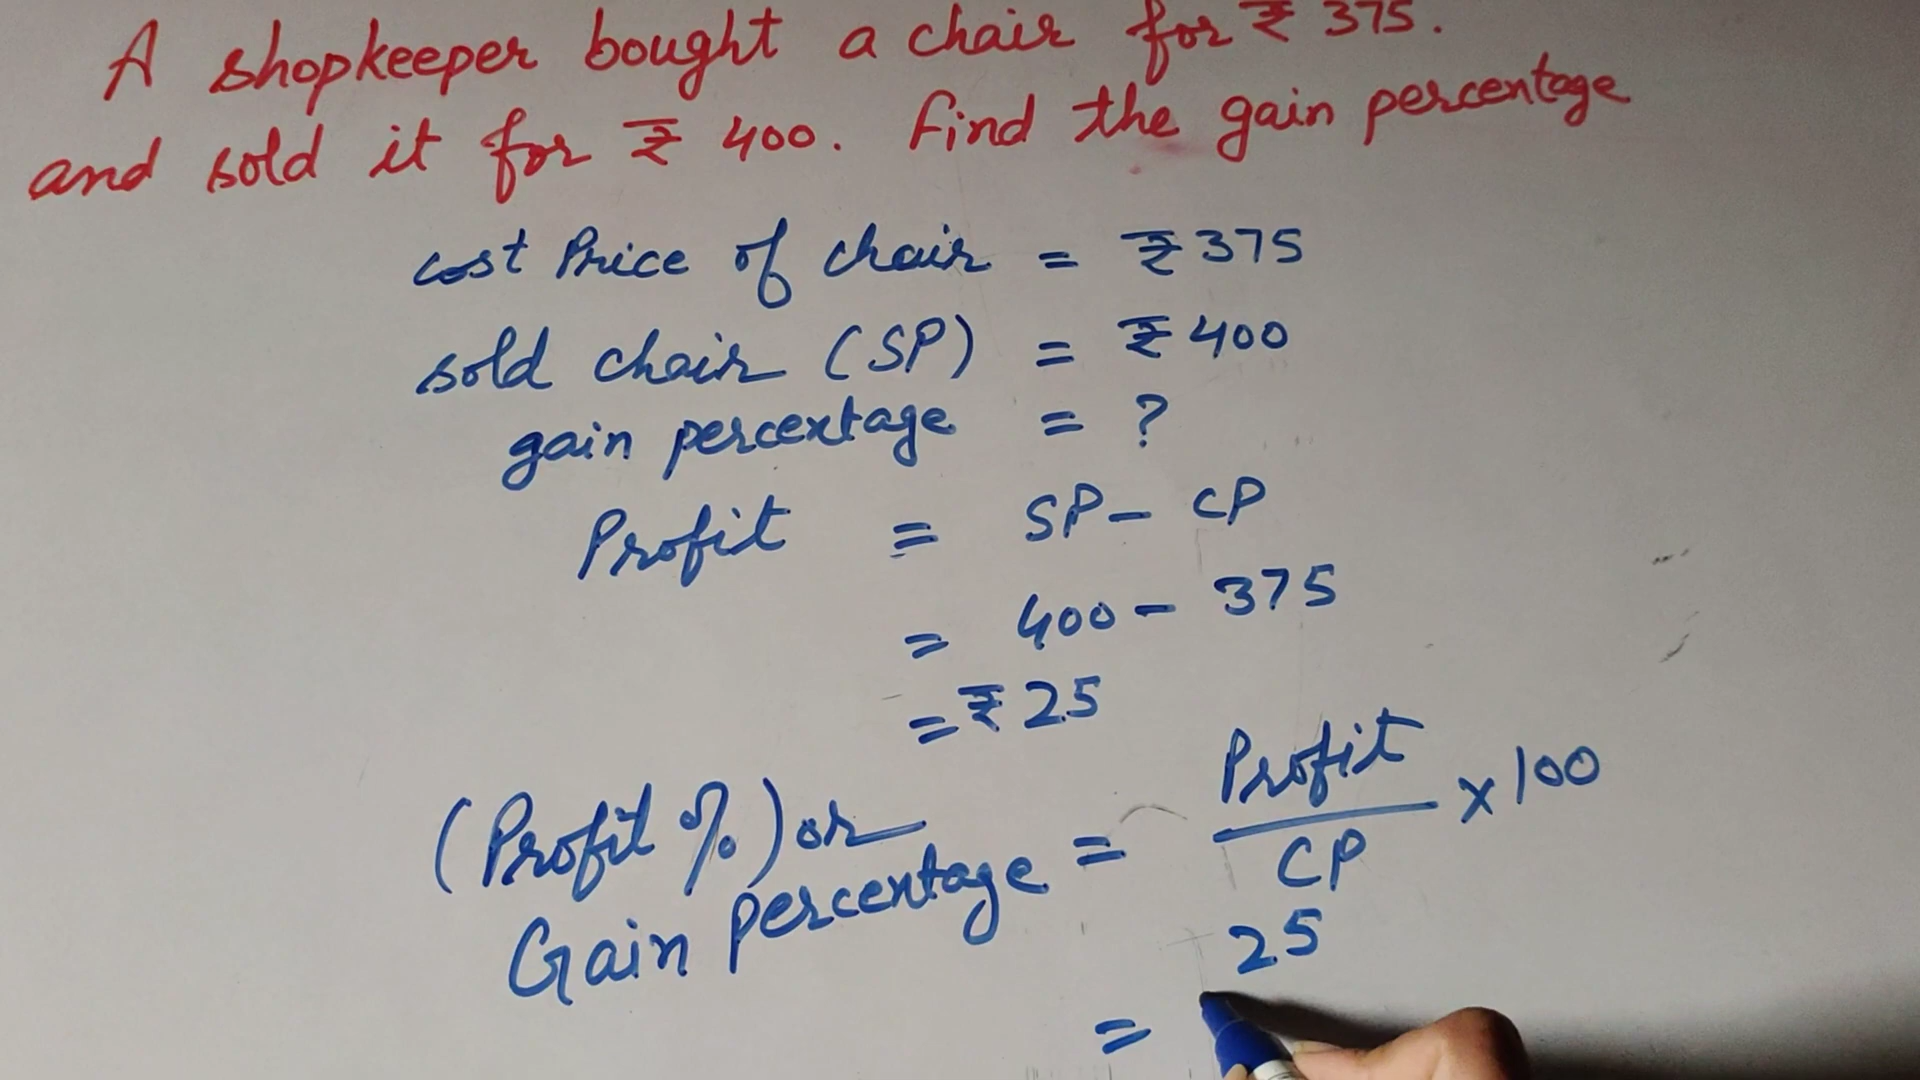 A shopkeeper bought a chair for ₹ 375.
and sold it for ₹ 400. Find the gain percentage
cost Price of chair = ₹ 375
sold chair (SP) = ₹ 400
gain percentage = ?
Profit = SP - CP
= 400 - 375
= ₹ 25
(Profit %) or
Gain percentage = Profit / CP × 100
= 25